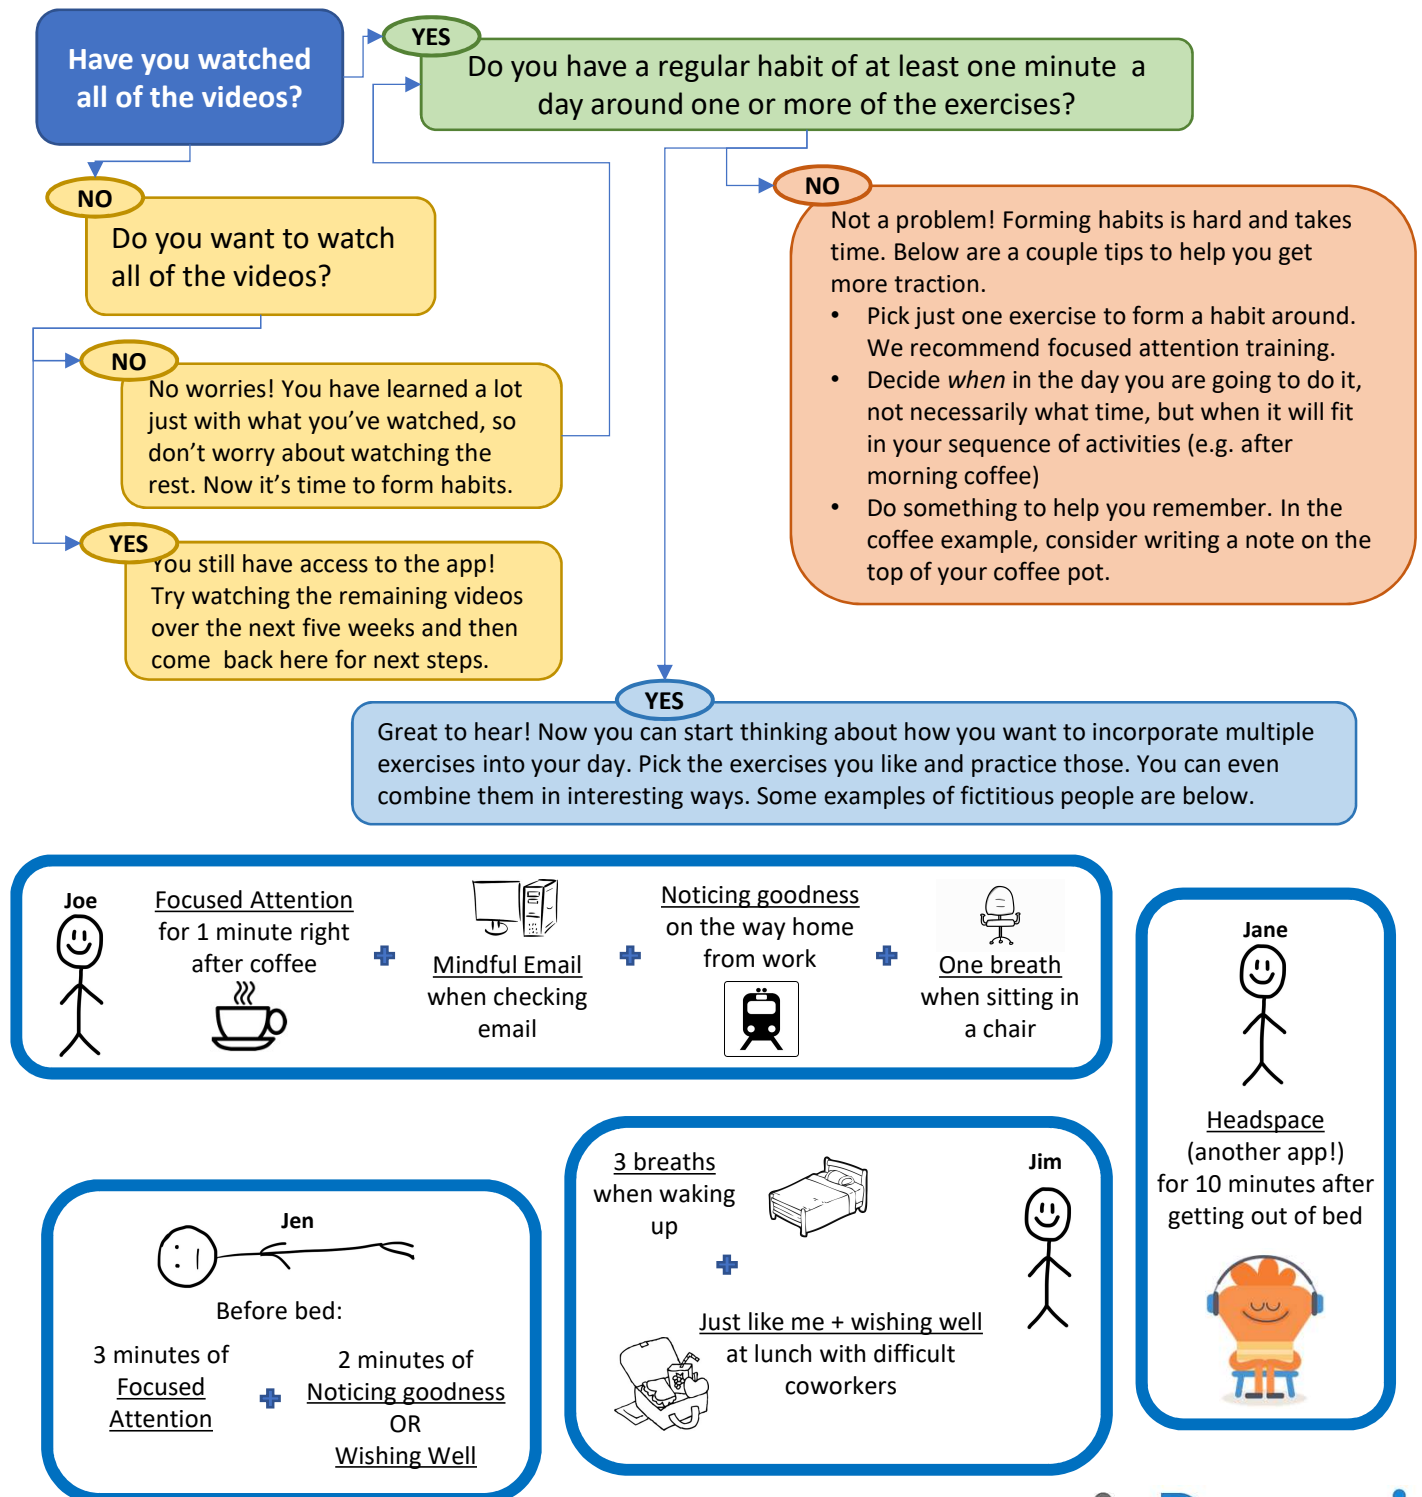 Have you watched
all of the videos?
YES
Do you have a regular habit of at least one minute a
day around one or more of the exercises?
NO
Do you want to watch
all of the videos?
NO
No worries! You have learned a lot
just with what you've watched, so
don't worry about watching the
rest. Now it's time to form habits.
YES
You still have access to the app!
Try watching the remaining videos
over the next five weeks and then
come back here for next steps.
NO
Not a problem! Forming habits is hard and takes
time. Below are a couple tips to help you get
more traction.
• Pick just one exercise to form a habit around.
We recommend focused attention training.
• Decide when in the day you are going to do it,
not necessarily what time, but when it will fit
in your sequence of activities (e.g. after
morning coffee)
• Do something to help you remember. In the
coffee example, consider writing a note on the
top of your coffee pot.
YES
Great to hear! Now you can start thinking about how you want to incorporate multiple
exercises into your day. Pick the exercises you like and practice those. You can even
combine them in interesting ways. Some examples of fictitious people are below.
Joe
Focused Attention
for 1 minute right
after coffee
Mindful Email
when checking
email
Noticing goodness
on the way home
from work
One breath
when sitting in
a chair
Jane
Headspace
(another app!)
for 10 minutes after
getting out of bed
Jen
Before bed:
3 minutes of
Focused
Attention
2 minutes of
Noticing goodness
OR
Wishing Well
Jim
3 breaths
when waking
up
Just like me + wishing well
at lunch with difficult
coworkers